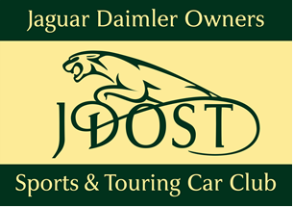 Jaguar Daimler Owners
JDOST
Sports & Touring Car Club